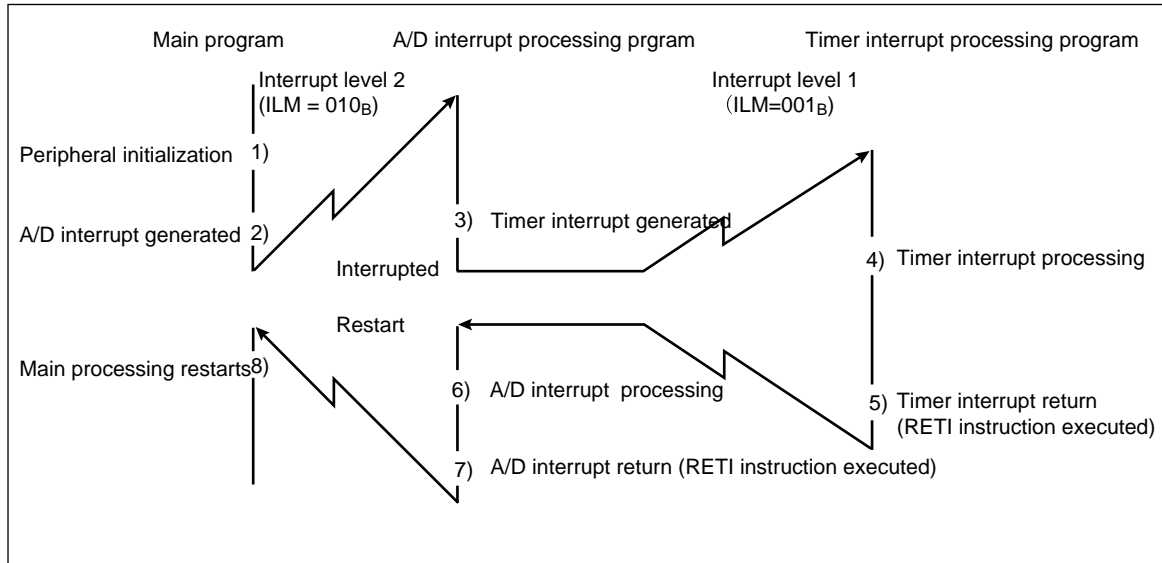 Main program
A/D interrupt processing prgram
Timer interrupt processing program
Interrupt level 2
(ILM = 010B)
Interrupt level 1
(ILM=001B)
Peripheral initialization 1)
A/D interrupt generated 2)
3) Timer interrupt generated
Interrupted
4) Timer interrupt processing
Restart
Main processing restarts 8)
6) A/D interrupt processing
5) Timer interrupt return
(RETI instruction executed)
7) A/D interrupt return (RETI instruction executed)